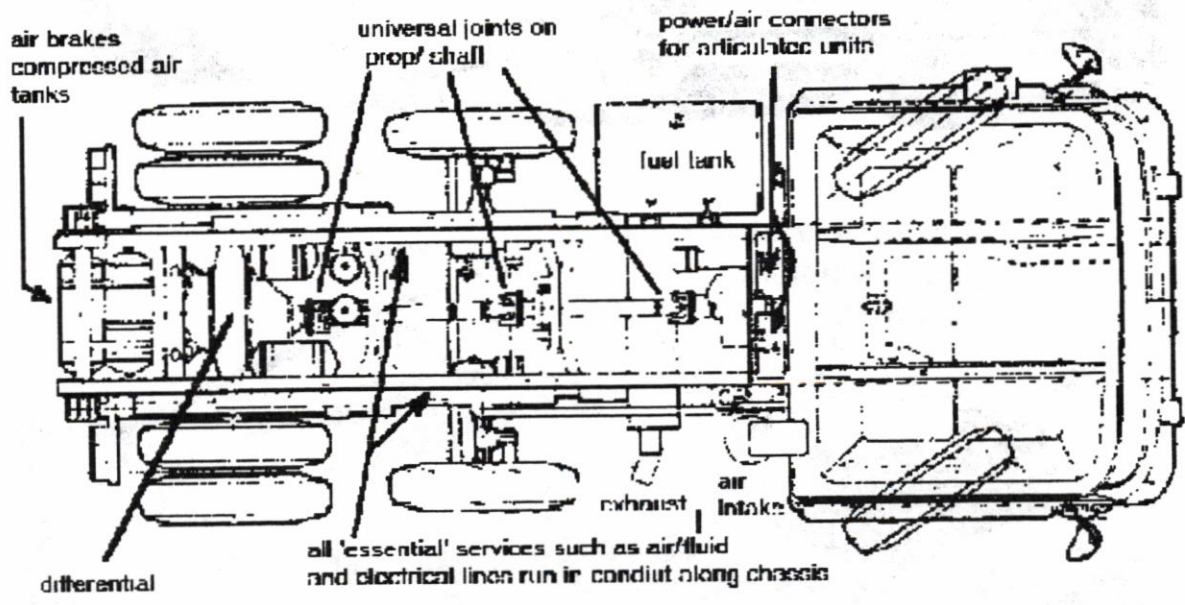 air brakes
compressed air
tanks
universal joints on
prop/ shaft
power/air connectors
for articulated units
fuel tank
exhaust
air
intake
all 'essential' services such as air/fluid
and electrical lines run in conduit along chassis
differential